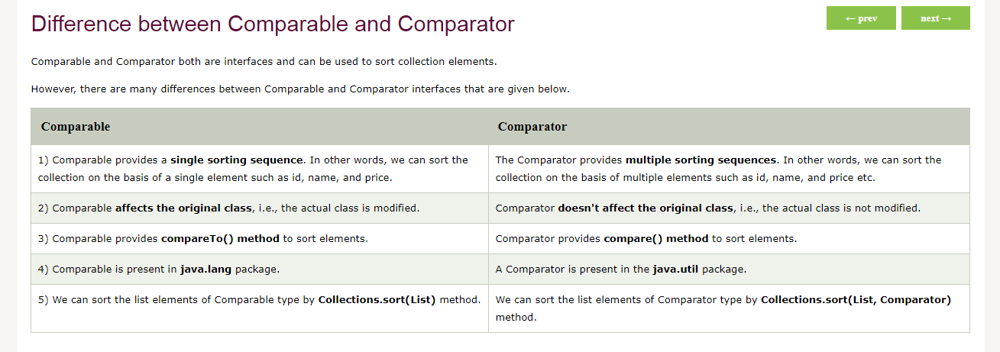 Difference between Comparable and Comparator
← prev
next →
Comparable and Comparator both are interfaces and can be used to sort collection elements.
However, there are many differences between Comparable and Comparator interfaces that are given below.
Comparable
Comparator
1) Comparable provides a single sorting sequence. In other words, we can sort the
collection on the basis of a single element such as id, name, and price.
The Comparator provides multiple sorting sequences. In other words, we can sort the
collection on the basis of multiple elements such as id, name, and price etc.
2) Comparable affects the original class, i.e., the actual class is modified.
Comparator doesn't affect the original class, i.e., the actual class is not modified.
3) Comparable provides compareTo() method to sort elements.
Comparator provides compare() method to sort elements.
4) Comparable is present in java.lang package.
A Comparator is present in the java.util package.
5) We can sort the list elements of Comparable type by Collections.sort(List) method.
We can sort the list elements of Comparator type by Collections.sort(List, Comparator)
method.